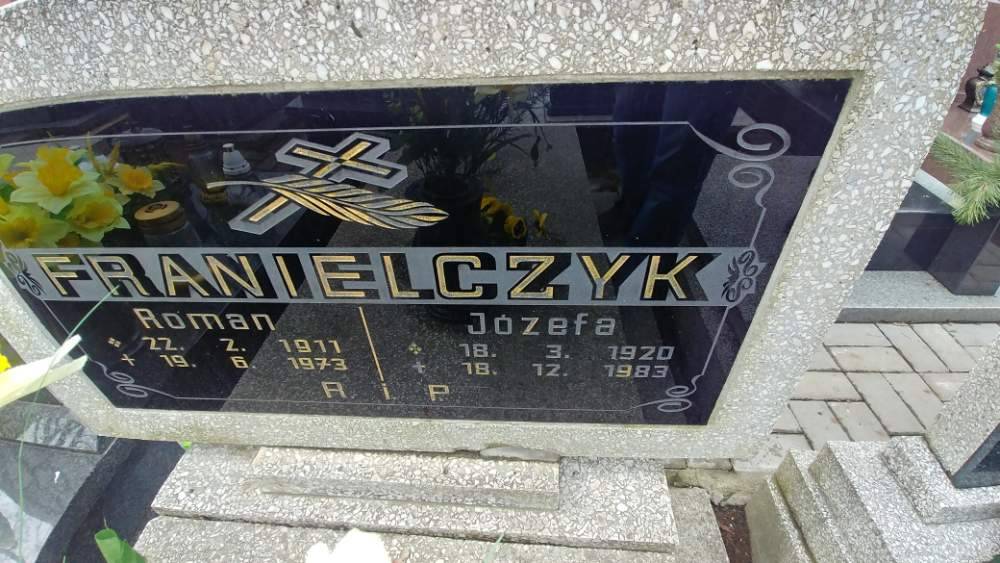 FRANIELCZYK
Roman
* 22. 2. 1911
+ 19. 6. 1973
Józefa
* 18. 3. 1920
+ 18. 12. 1983
R i P